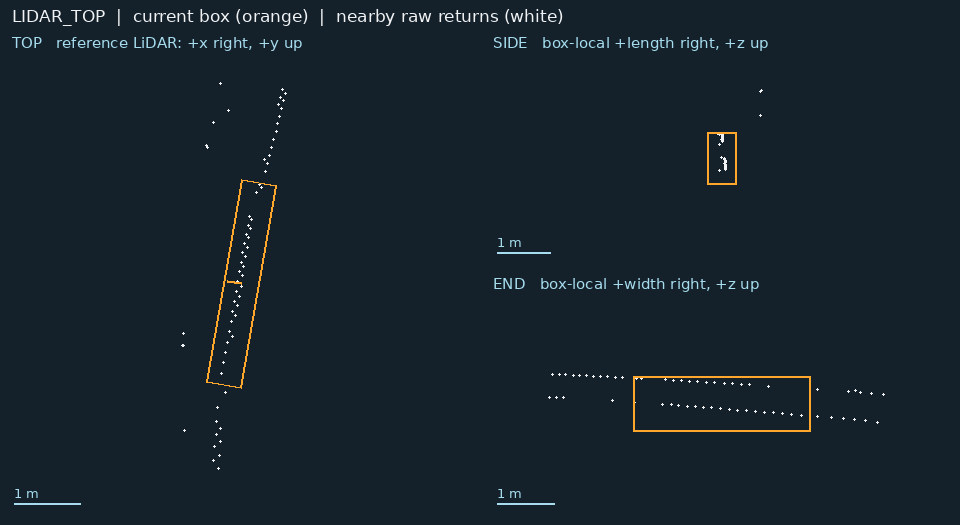 LIDAR_TOP  |  current box (orange)  |  nearby raw returns (white)
TOP   reference LiDAR: +x right, +y up
SIDE   box-local +length right, +z up
1 m
END   box-local +width right, +z up
1 m
1 m